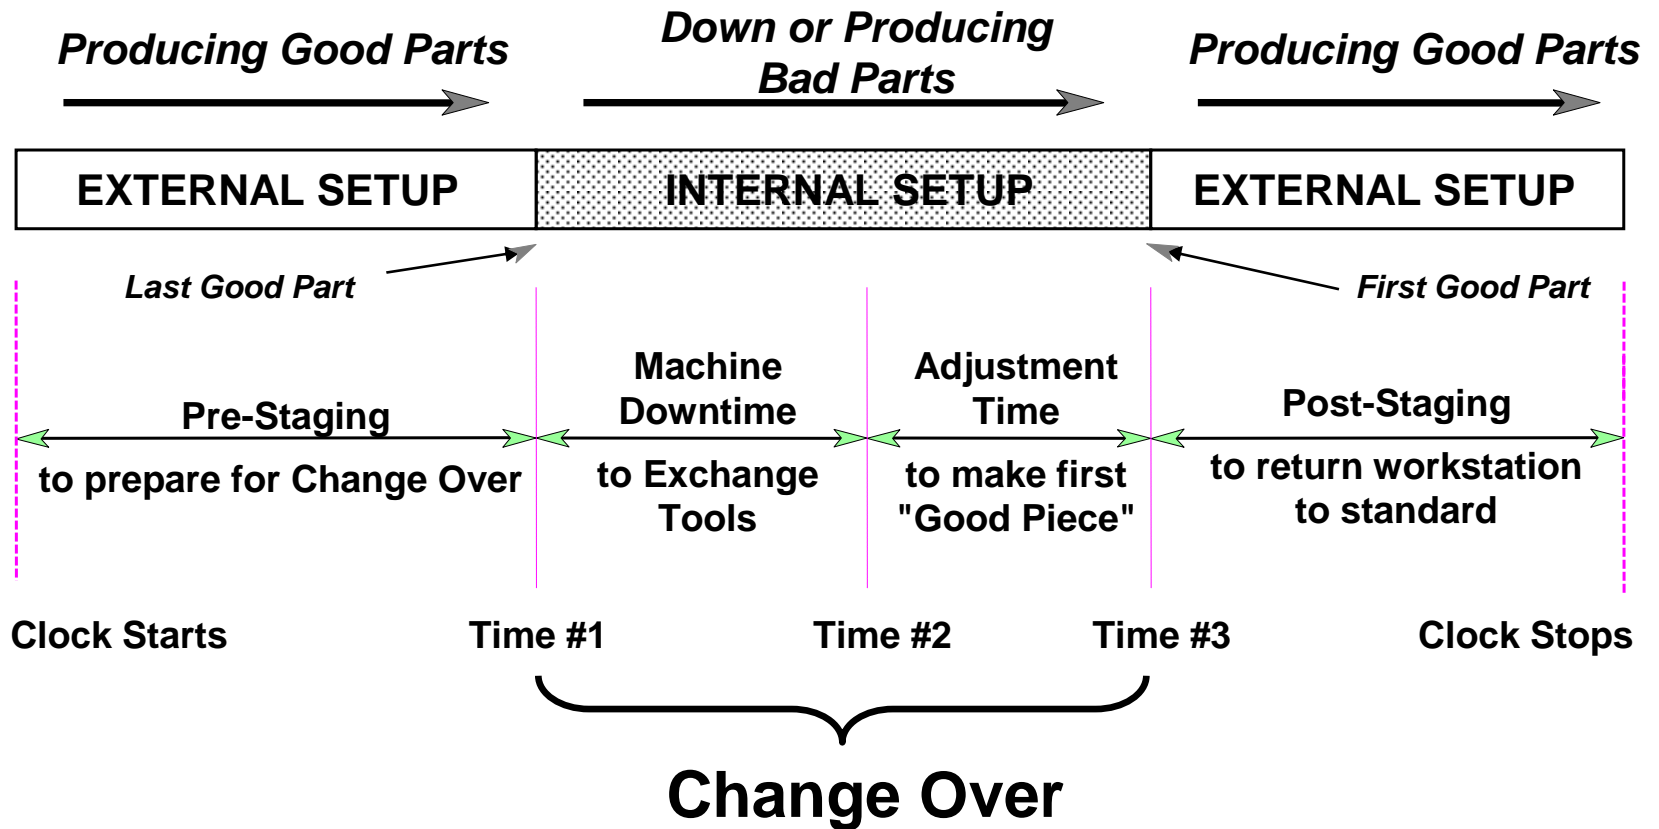 Producing Good Parts
Down or Producing
Bad Parts
Producing Good Parts
EXTERNAL SETUP
INTERNAL SETUP
EXTERNAL SETUP
Last Good Part
First Good Part
Pre-Staging
to prepare for Change Over
Machine
Downtime
to Exchange
Tools
Adjustment
Time
to make first
"Good Piece"
Post-Staging
to return workstation
to standard
Clock Starts
Time #1
Time #2
Time #3
Clock Stops
Change Over